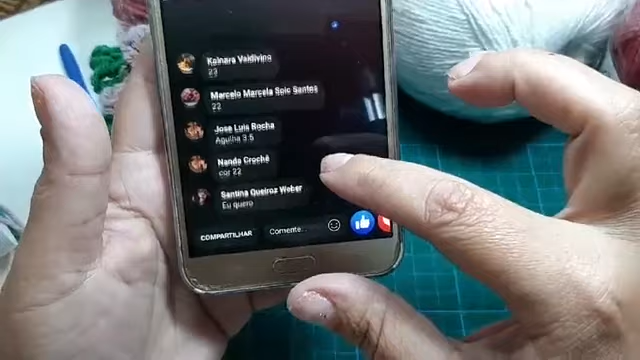 Kainara Valdivino
23
Marcelo Marcela Soic Santos
22
Jose Luis Rocha
Agulha 3.5
Nanda Crochê
cor 22
Santina Queiroz Weber
Eu quero
COMPARTILHAR
Comente